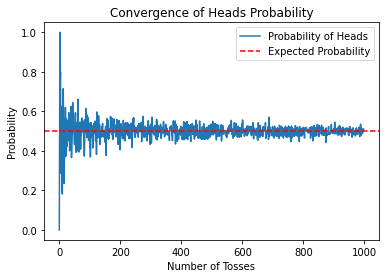 Convergence of Heads Probability
Probability of Heads
Expected Probability
Probability
1.0
0.8
0.6
0.4
0.2
0.0
0
200
400
600
800
1000
Number of Tosses